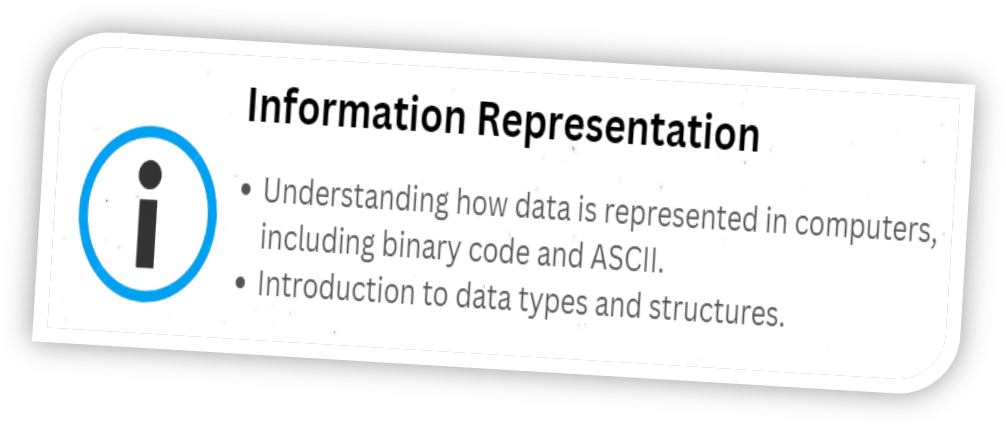 Information Representation
• Understanding how data is represented in computers,
including binary code and ASCII.
• Introduction to data types and structures.